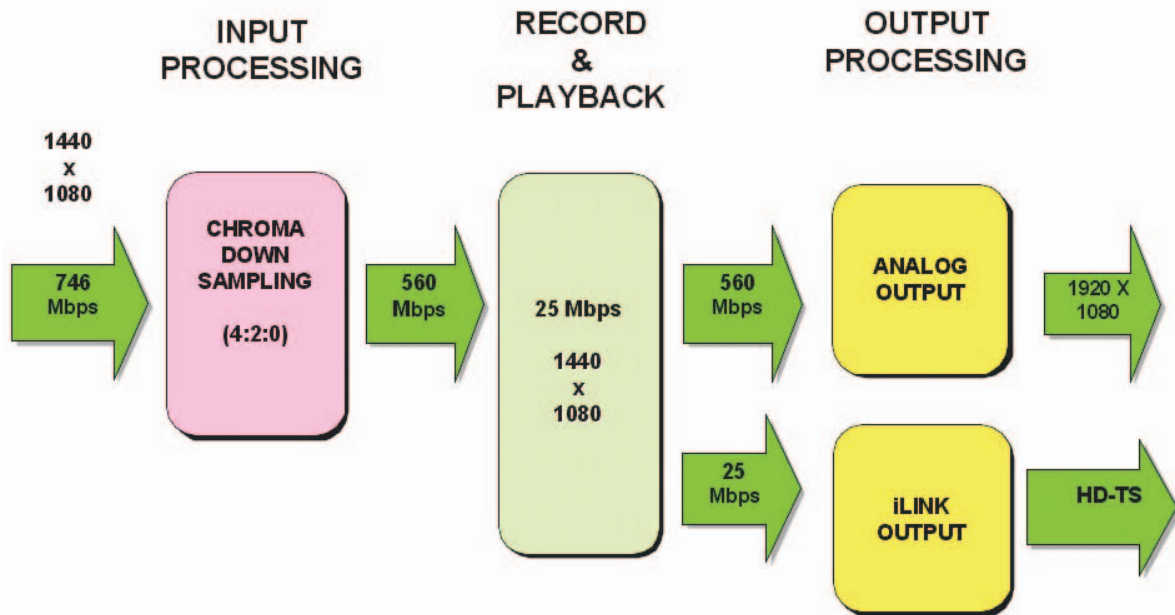 INPUT
PROCESSING
RECORD
&
PLAYBACK
OUTPUT
PROCESSING
1440
x
1080
746
Mbps
CHROMA
DOWN
SAMPLING
(4:2:0)
560
Mbps
25 Mbps
1440
x
1080
560
Mbps
ANALOG
OUTPUT
1920 X
1080
25
Mbps
iLINK
OUTPUT
HD-TS